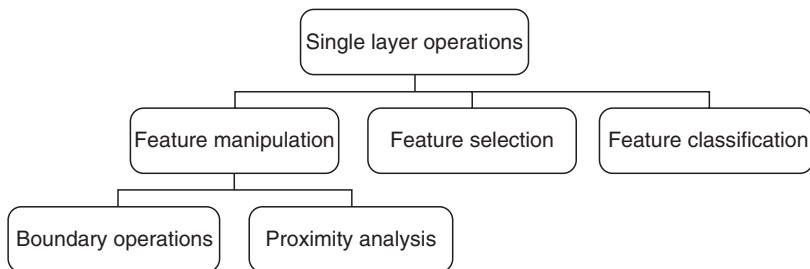 Single layer operations
Feature manipulation
Feature selection
Feature classification
Boundary operations
Proximity analysis